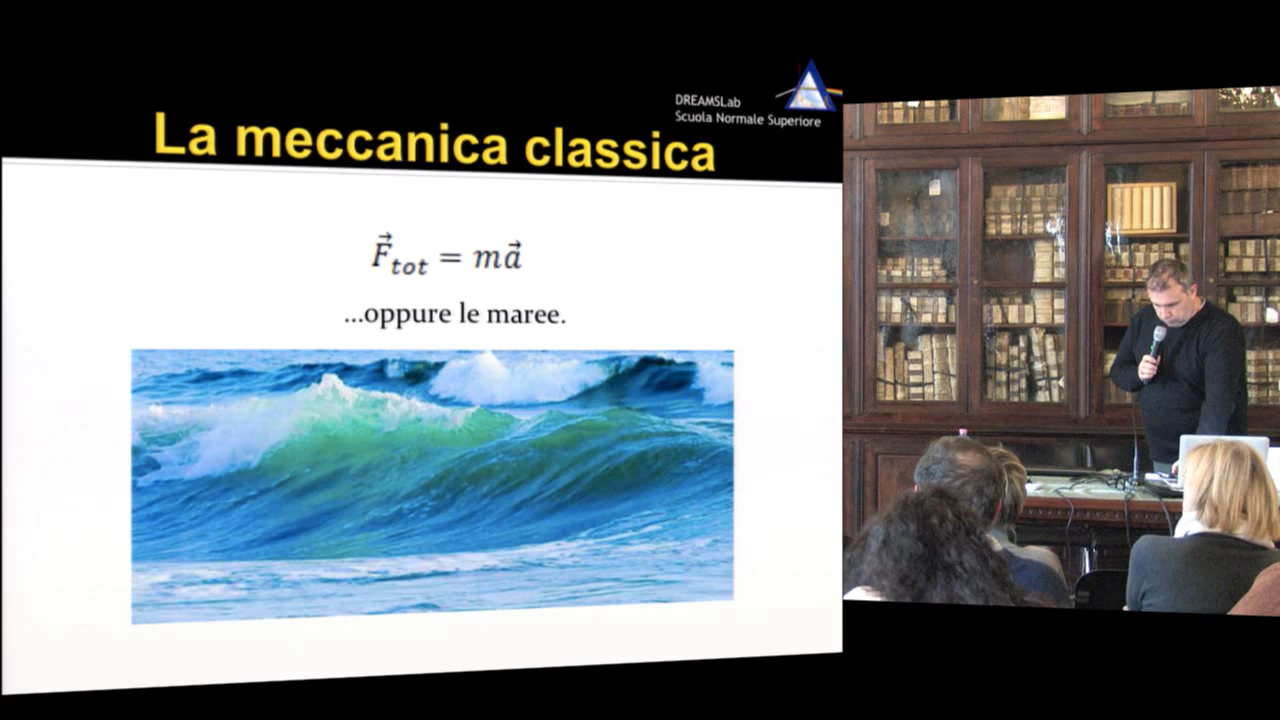 DREAMSLab
Scuola Normale Superiore
La meccanica classica
F⃗tot = ma⃗
...oppure le maree.